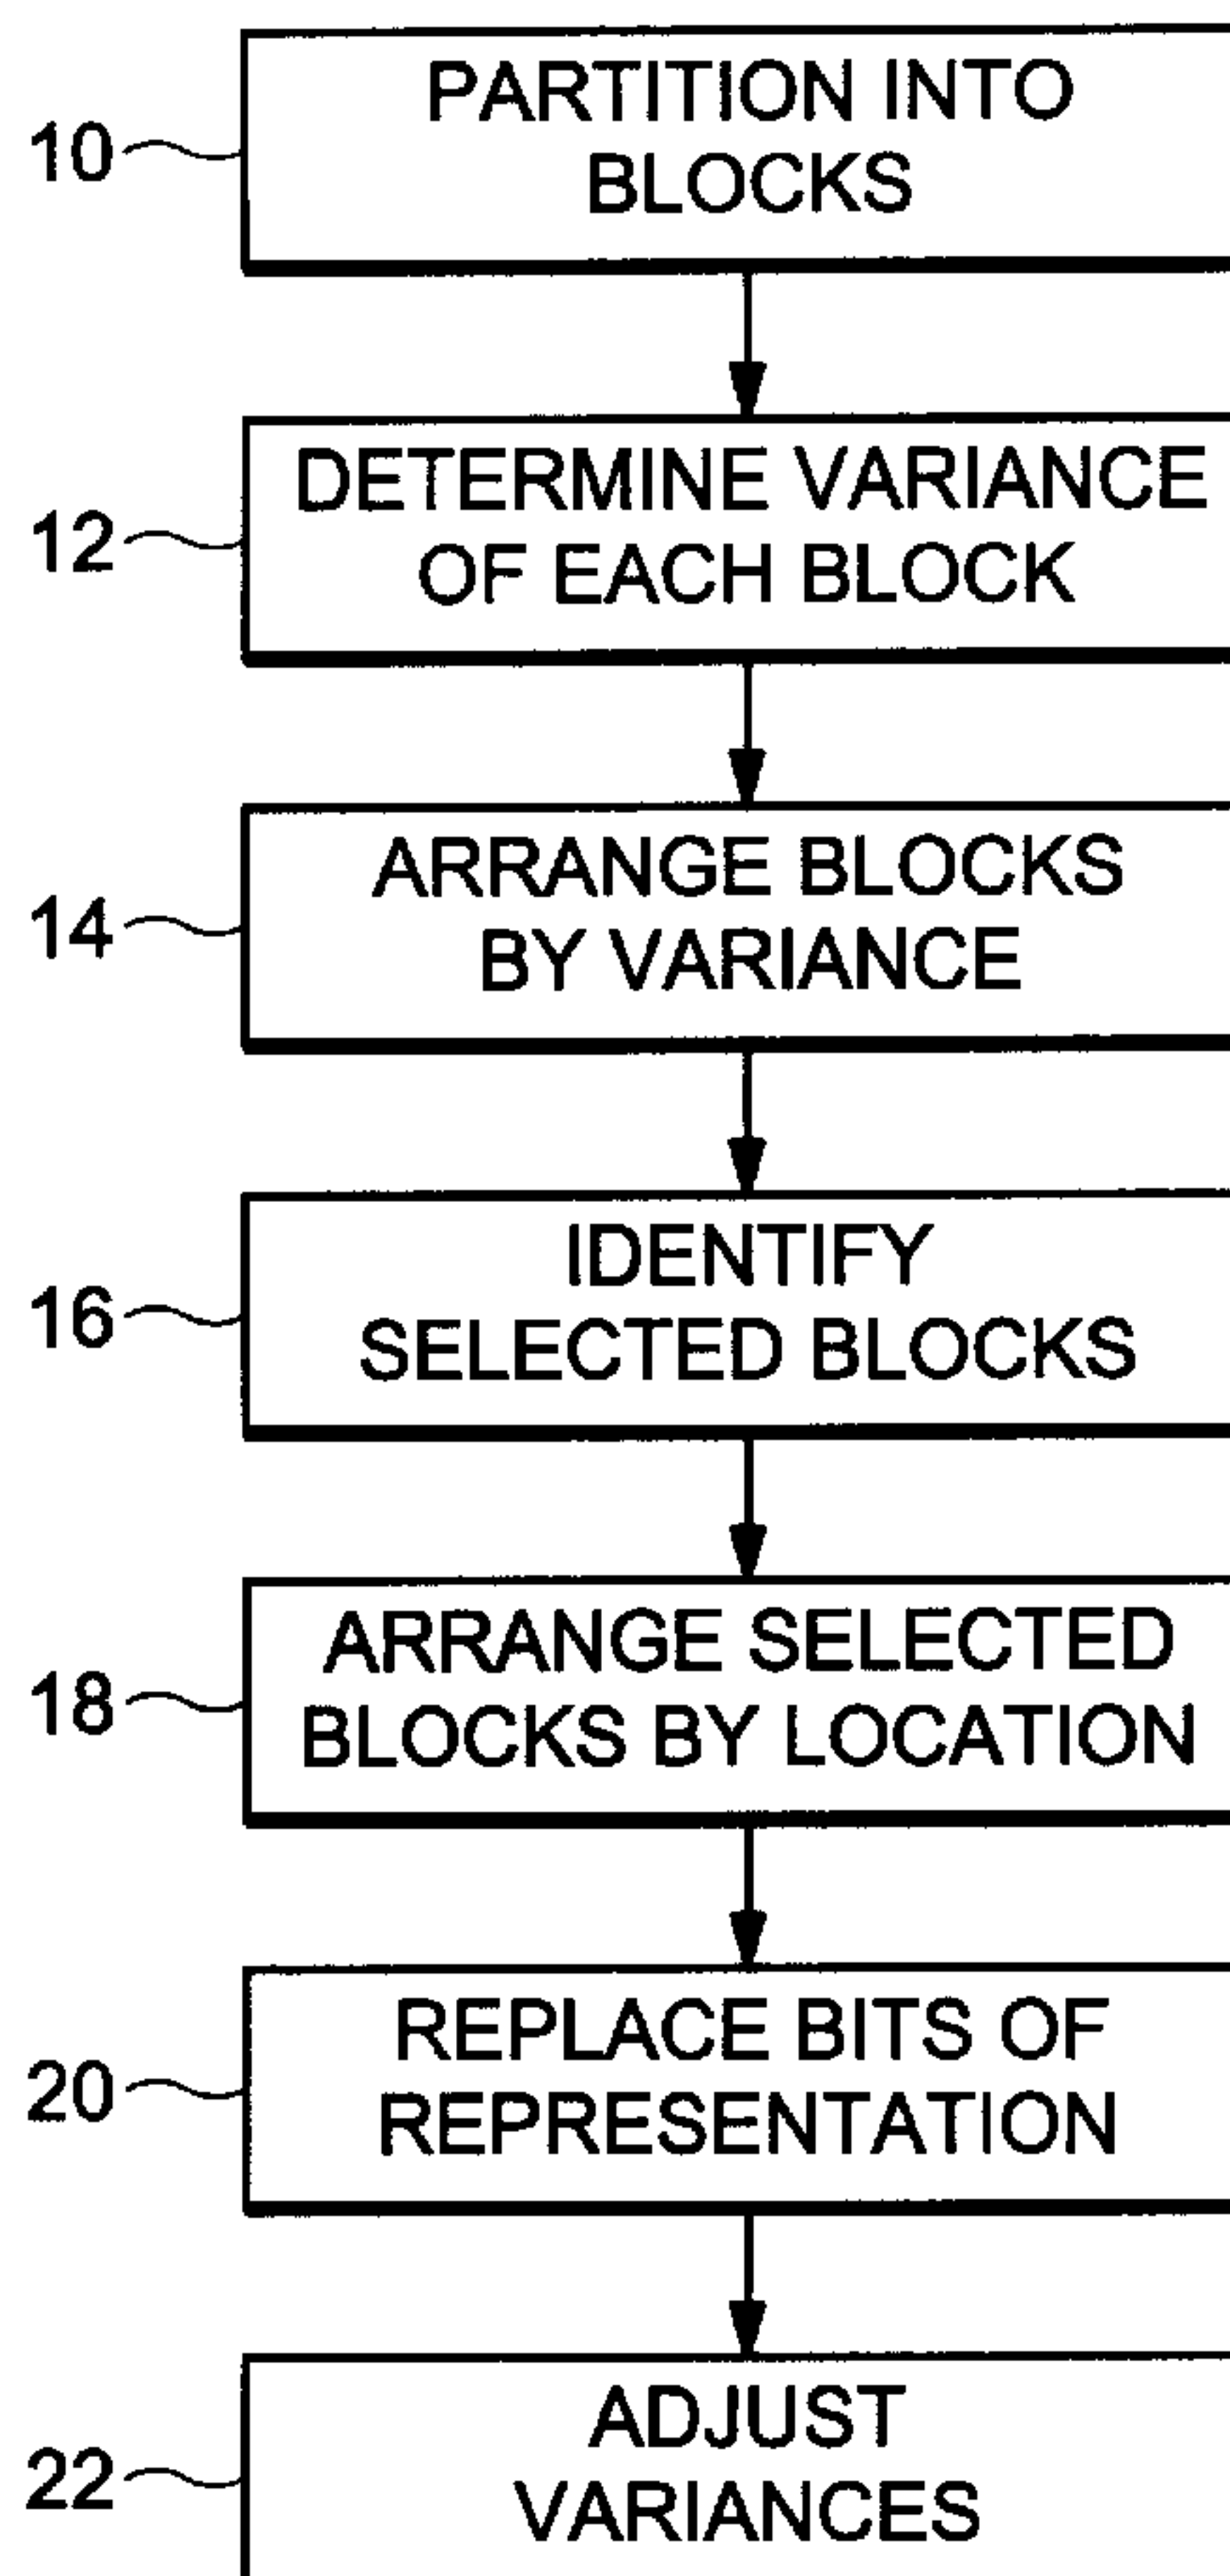 PARTITION INTO
BLOCKS
10
DETERMINE VARIANCE
OF EACH BLOCK
12
ARRANGE BLOCKS
BY VARIANCE
14
IDENTIFY
SELECTED BLOCKS
16
ARRANGE SELECTED
BLOCKS BY LOCATION
18
REPLACE BITS OF
REPRESENTATION
20
ADJUST
VARIANCES
22